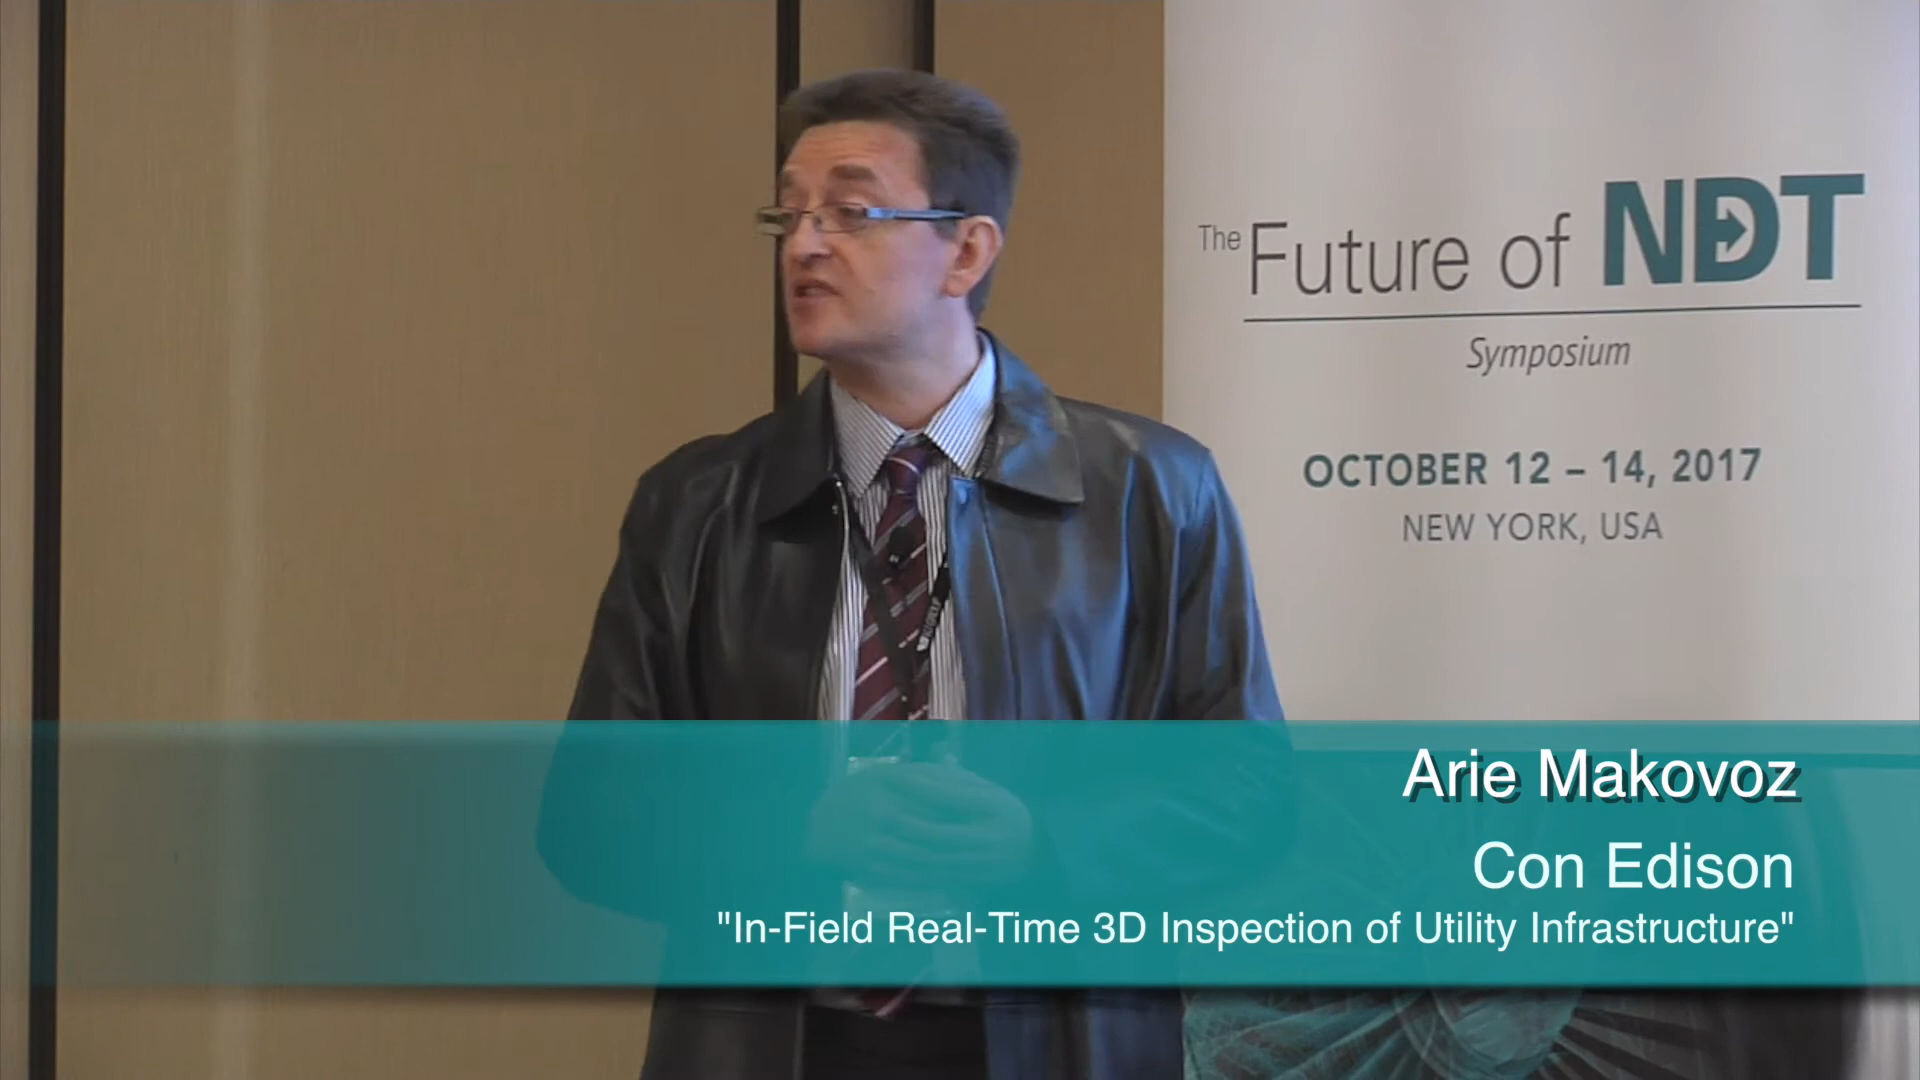 The Future of NDT
Symposium
OCTOBER 12 – 14, 2017
NEW YORK, USA
Arie Makovoz
Con Edison
"In-Field Real-Time 3D Inspection of Utility Infrastructure"